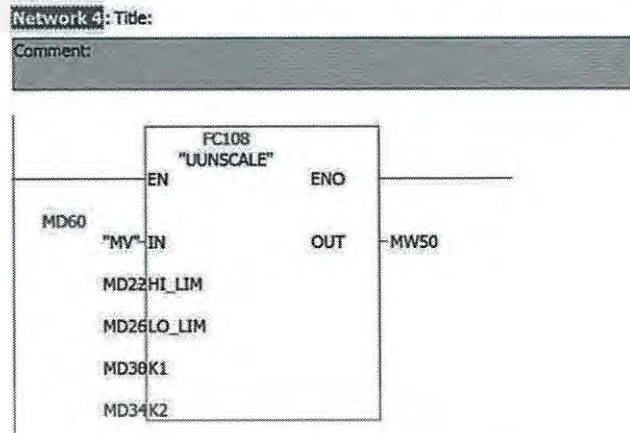 Network 4: Title:
Comment:
FC108
"UUNSCALE"
EN ENO
MD60
"MV" IN OUT MW50
MD22 HI_LIM
MD26 LO_LIM
MD30 K1
MD34 K2